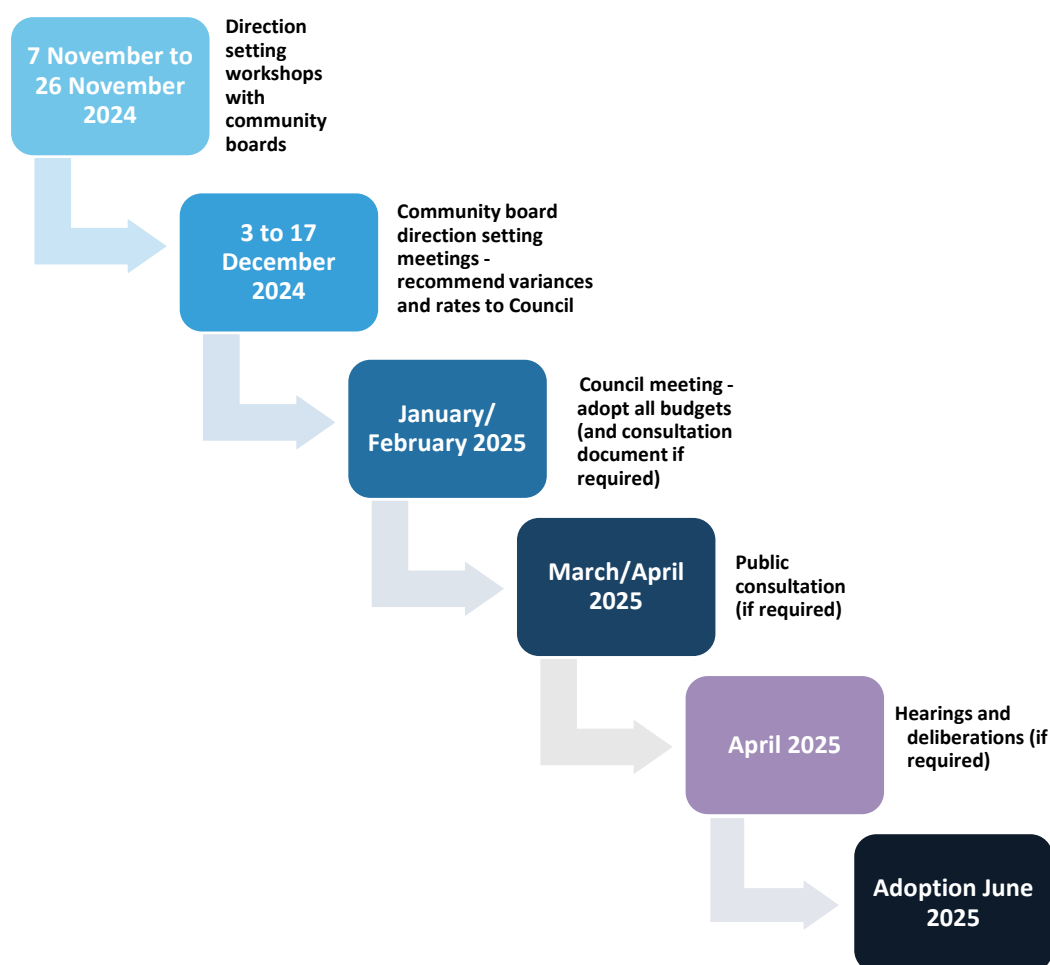 7 November to
26 November
2024
Direction
setting
workshops
with
community
boards
3 to 17
December
2024
Community board
direction setting
meetings -
recommend variances
and rates to Council
January/
February 2025
Council meeting -
adopt all budgets
(and consultation
document if
required)
March/April
2025
Public
consultation
(if required)
April 2025
Hearings and
deliberations (if
required)
Adoption June
2025